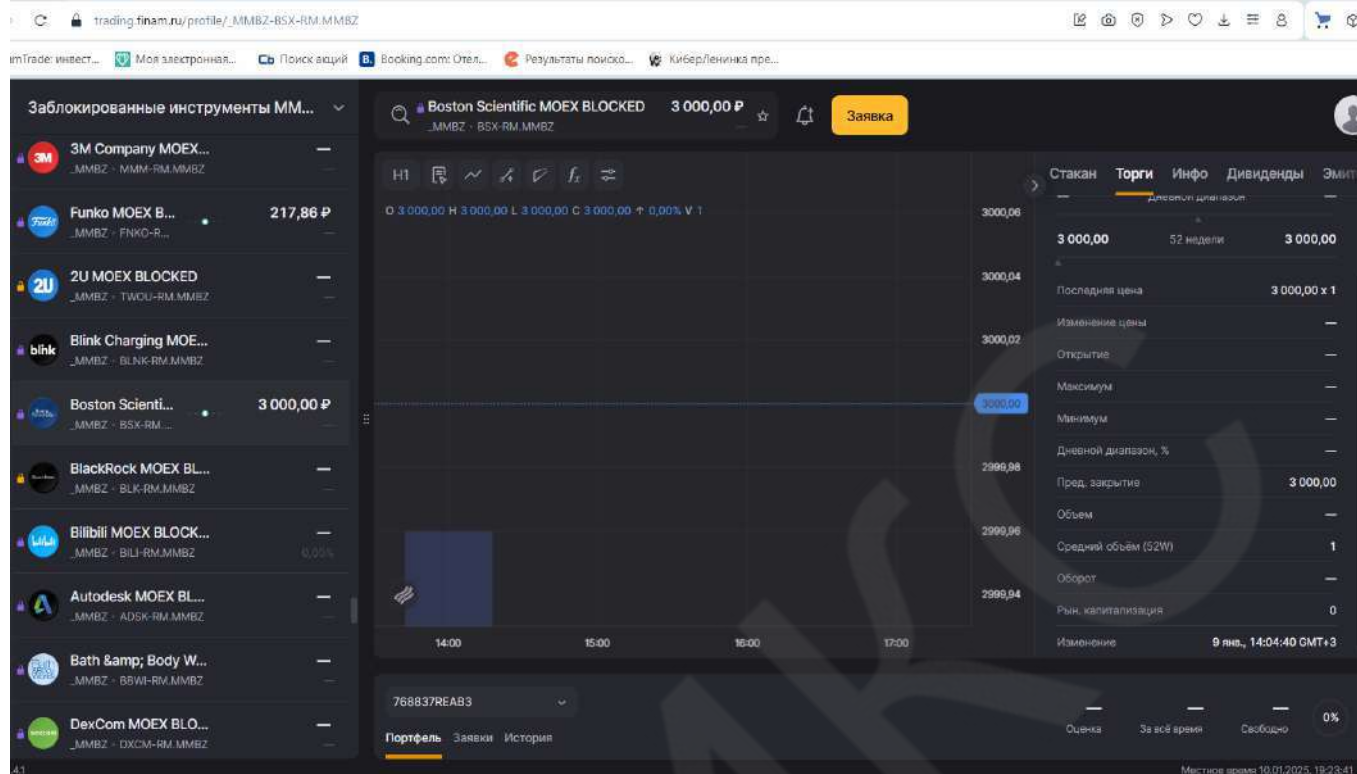 trading.finam.ru/profile/_MMBZ-BSX-RM.MMBZ
mTrade: инвест... Моя электронная... Поиск акций Booking.com: Отел... Результаты поиско... КиберЛенинка пре...
Заблокированные инструменты MM...
Boston Scientific MOEX BLOCKED 3 000,00 ₽
_MMBZ · BSX-RM.MMBZ
Заявка
3M
3M Company MOEX... —
_MMBZ · MMM-RM.MMBZ
Funko MOEX B... 217,86 ₽
_MMBZ · FNKO-R... —
2U
2U MOEX BLOCKED —
_MMBZ · TWOU-RM.MMBZ —
blink
Blink Charging MOE... —
_MMBZ · BLNK-RM.MMBZ —
Boston Scienti... 3 000,00 ₽
_MMBZ · BSX-RM.... —
BlackRock MOEX BL... —
_MMBZ · BLK-RM.MMBZ —
Bilibili MOEX BLOCK... —
_MMBZ · BILI-RM.MMBZ 0,00%
Autodesk MOEX BL... —
_MMBZ · ADSK-RM.MMBZ —
Bath &amp; Body W... —
_MMBZ · BBWI-RM.MMBZ —
DexCom MOEX BLO... —
_MMBZ · DXCM-RM.MMBZ —
H1
O 3 000,00 H 3 000,00 L 3 000,00 C 3 000,00 ↑ 0,00% V 1
3000,06
3000,04
3000,02
3000,00
2999,98
2999,96
2999,94
14:00 15:00 16:00 17:00
Стакан Торги Инфо Дивиденды Эмит
— Дневной диапазон —
3 000,00 52 недели 3 000,00
Последняя цена 3 000,00 x 1
Изменение цены —
Открытие —
Максимум —
Минимум —
Дневной диапазон, % —
Пред. закрытие 3 000,00
Объем —
Средний объём (52W) 1
Оборот —
Рын. капитализация 0
Изменение 9 янв., 14:04:40 GMT+3
768837REAB3
Портфель Заявки История
— — — 0%
Оценка За всё время Свободно
4.1
Местное время 10.01.2025, 19:23:41